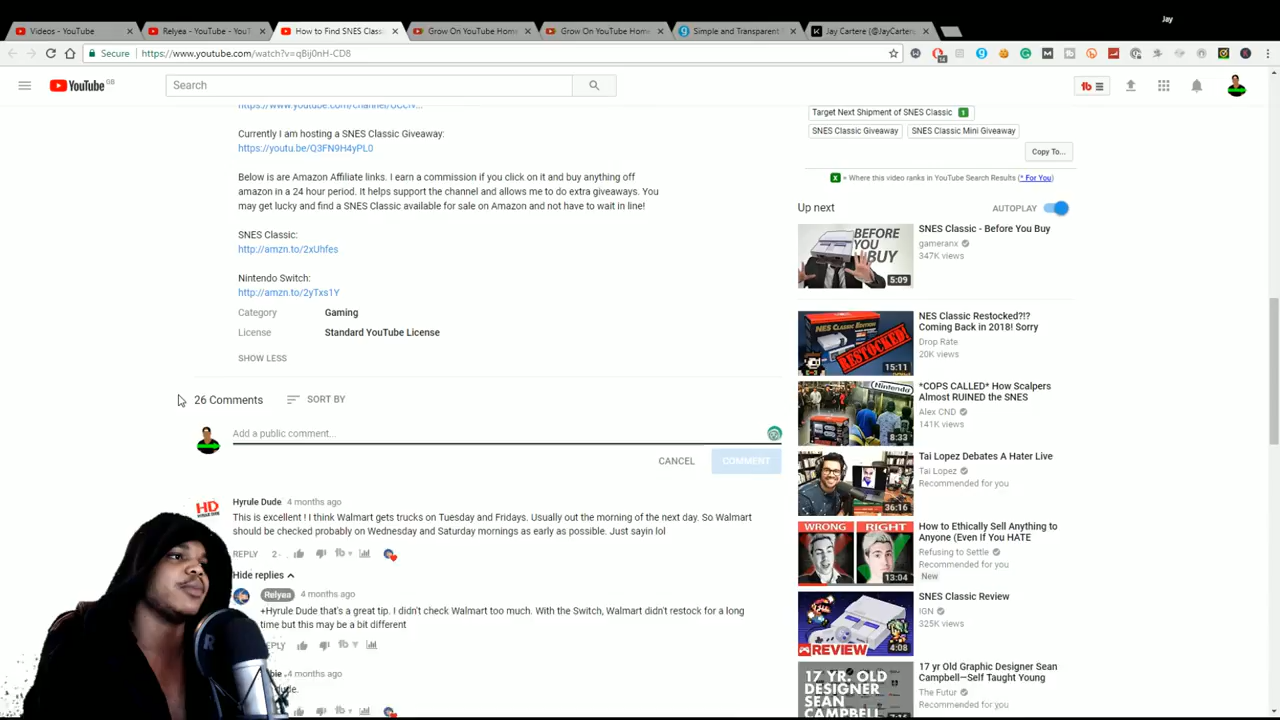 Jay
Videos - YouTube
Relyea - YouTube - YouT
How to Find SNES Classi
Grow On YouTube Home
Grow On YouTube Home
Simple and Transparent
Jay Cartere (@JayCartere
Secure
https://www.youtube.com/watch?v=qBij0nH-CD8
YouTube GB
Search
Currently I am hosting a SNES Classic Giveaway:
https://youtu.be/Q3FN9H4yPL0
Below is are Amazon Affiliate links. I earn a commission if you click on it and buy anything off
amazon in a 24 hour period. It helps support the channel and allows me to do extra giveaways. You
may get lucky and find a SNES Classic available for sale on Amazon and not have to wait in line!
SNES Classic:
http://amzn.to/2xUhfes
Nintendo Switch:
http://amzn.to/2yTxs1Y
Category Gaming
License Standard YouTube License
SHOW LESS
26 Comments SORT BY
Add a public comment...
CANCEL COMMENT
HD
Hyrule Dude 4 months ago
This is excellent ! I think Walmart gets trucks on Tuesday and Fridays. Usually out the morning of the next day. So Walmart
should be checked probably on Wednesday and Saturday mornings as early as possible. Just sayin lol
REPLY 2
Hide replies
Relyea 4 months ago
+Hyrule Dude that's a great tip. I didn't check Walmart too much. With the Switch, Walmart didn't restock for a long
time but this may be a bit different
4 months ago
Target Next Shipment of SNES Classic 1
SNES Classic Giveaway SNES Classic Mini Giveaway
Copy To...
x = Where this video ranks in YouTube Search Results (* For You)
Up next AUTOPLAY
BEFORE
YOU
BUY
5:09
SNES Classic - Before You Buy
gameranx
347K views
NES CLASSIC EDITION
RESTOCKED!
15:11
NES Classic Restocked?!?
Coming Back in 2018! Sorry
Drop Rate
20K views
Nintendo
8:33
*COPS CALLED* How Scalpers
Almost RUINED the SNES
Alex CND
141K views
36:16
Tai Lopez Debates A Hater Live
Tai Lopez
Recommended for you
WRONG RIGHT
13:04
How to Ethically Sell Anything to
Anyone (Even If You HATE
Refusing to Settle
Recommended for you
New
REVIEW
4:08
SNES Classic Review
IGN
325K views
17 YR. OLD
DESIGNER
SEAN
CAMPBELL
17 yr Old Graphic Designer Sean
Campbell—Self Taught Young
The Futur
Recommended for you